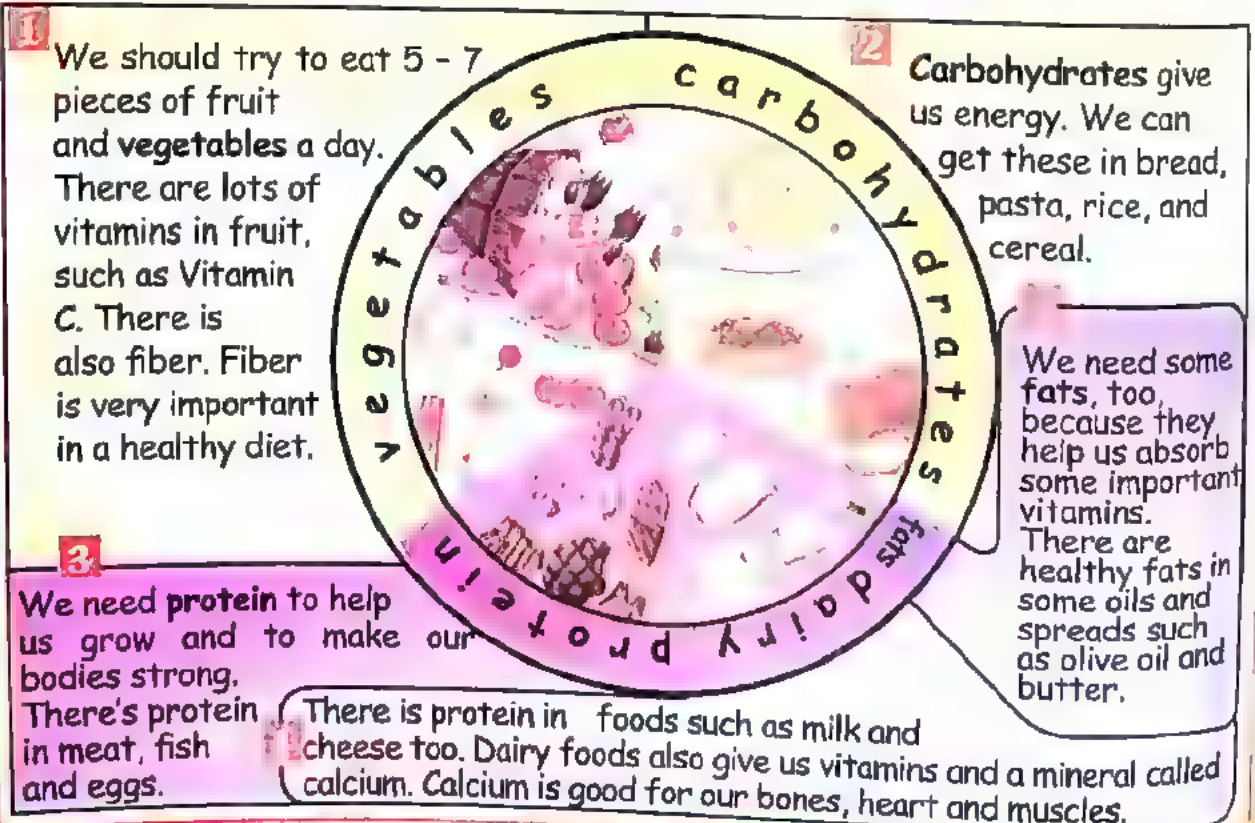 1
We should try to eat 5 - 7
pieces of fruit
and vegetables a day.
There are lots of
vitamins in fruit,
such as Vitamin
C. There is
also fiber. Fiber
is very important
in a healthy diet.
2
Carbohydrates give
us energy. We can
get these in bread,
pasta, rice, and
cereal.
vegetables
carbohydrates
fats
dairy protein
protein
We need some
fats, too,
because they
help us absorb
some important
vitamins.
There are
healthy fats in
some oils and
spreads such
as olive oil and
butter.
3
We need protein to help
us grow and to make our
bodies strong.
There's protein
in meat, fish
and eggs.
There is protein in foods such as milk and
cheese too. Dairy foods also give us vitamins and a mineral called
calcium. Calcium is good for our bones, heart and muscles.